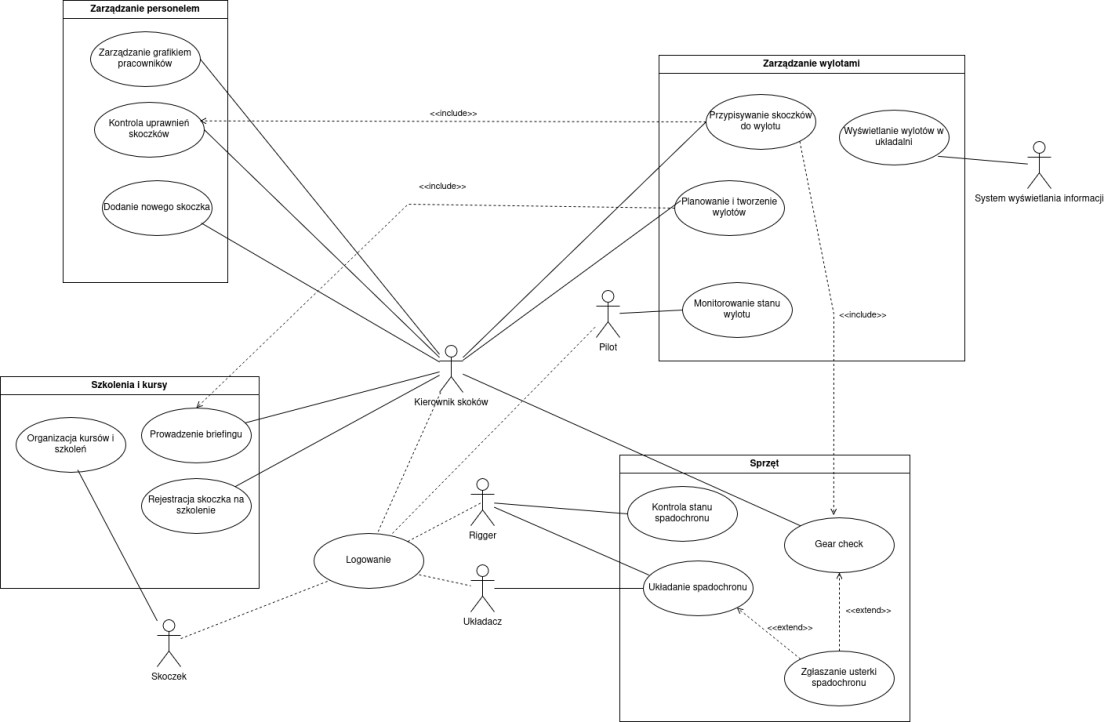 Zarządzanie personelem
Zarządzanie grafikiem
pracowników
Kontrola uprawnień
skoczków
Dodanie nowego skoczka
<<include>>
<<include>>
Zarządzanie wylotami
Przypisywanie skoczków
do wylotu
Wyświetlanie wylotów w
układalni
System wyświetlania informacji
Planowanie i tworzenie
wylotów
Monitorowanie stanu
wylotu
<<include>>
Pilot
Kierownik skoków
Szkolenia i kursy
Organizacja kursów i
szkoleń
Prowadzenie briefingu
Rejestracja skoczka na
szkolenie
Logowanie
Rigger
Układacz
Skoczek
Sprzęt
Kontrola stanu
spadochronu
Gear check
Układanie spadochronu
<<extend>>
<<extend>>
Zgłaszanie usterki
spadochronu